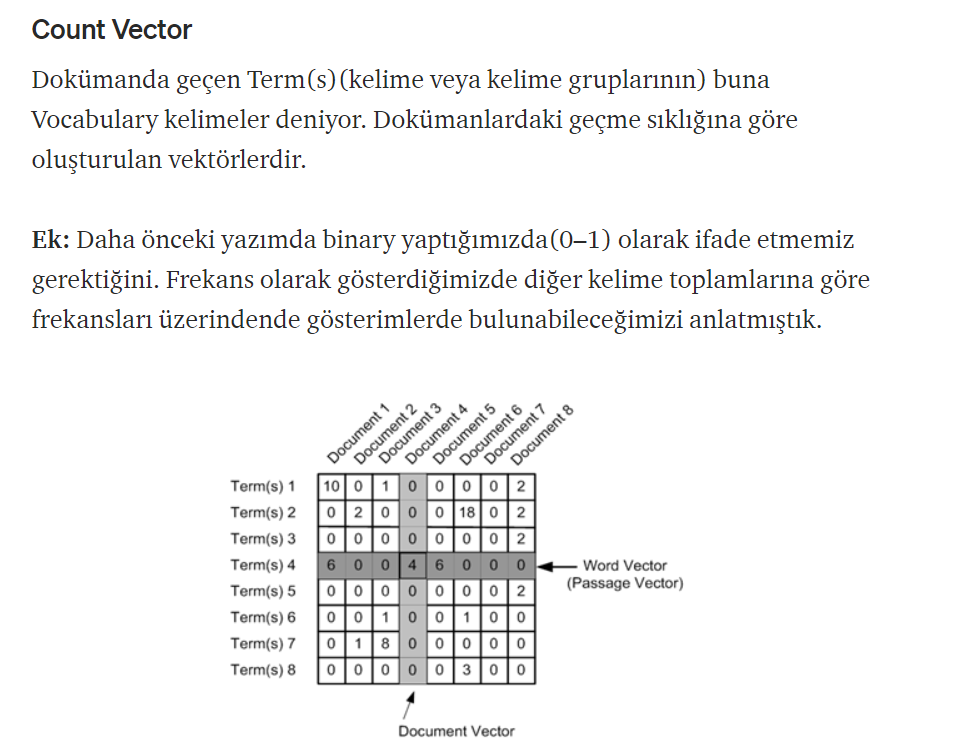 Count Vector
Dokümanda geçen Term(s)(kelime veya kelime gruplarının) buna
Vocabulary kelimeler deniyor. Dokümanlardaki geçme sıklığına göre
oluşturulan vektörlerdir.
Ek: Daha önceki yazımda binary yaptığımızda(0–1) olarak ifade etmemiz
gerektiğini. Frekans olarak gösterdiğimizde diğer kelime toplamlarına göre
frekansları üzerindende gösterimlerde bulunabileceğimizi anlatmıştık.
Document 1
Document 2
Document 3
Document 4
Document 5
Document 6
Document 7
Document 8
Term(s) 1 10 0 1 0 0 0 0 2
Term(s) 2 0 2 0 0 0 18 0 2
Term(s) 3 0 0 0 0 0 0 0 2
Term(s) 4 6 0 0 4 6 0 0 0 Word Vector
(Passage Vector)
Term(s) 5 0 0 0 0 0 0 0 2
Term(s) 6 0 0 1 0 0 1 0 0
Term(s) 7 0 1 8 0 0 0 0 0
Term(s) 8 0 0 0 0 0 3 0 0
Document Vector